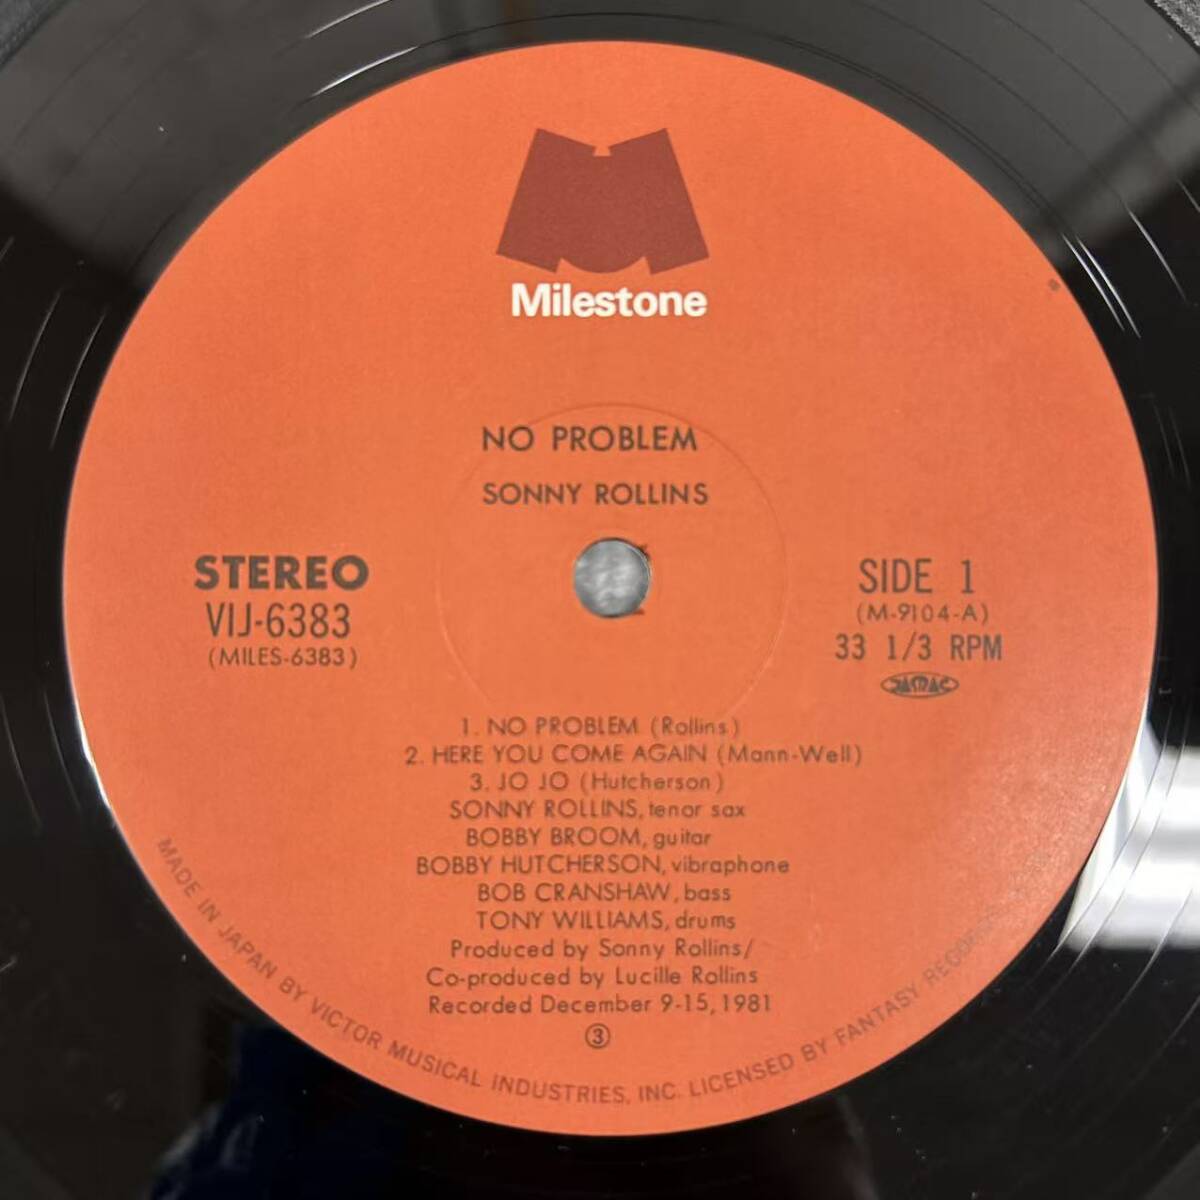 Milestone
NO PROBLEM
SONNY ROLLINS
STEREO
VIJ-6383
(MILES-6383)
SIDE 1
(M-9104-A)
33 1/3 RPM
JASRAC
1. NO PROBLEM (Rollins)
2. HERE YOU COME AGAIN (Mann-Well)
3. JO JO (Hutcherson)
SONNY ROLLINS, tenor sax
BOBBY BROOM, guitar
BOBBY HUTCHERSON, vibraphone
BOB CRANSHAW, bass
TONY WILLIAMS, drums
Produced by Sonny Rollins/
Co-produced by Lucille Rollins
Recorded December 9-15, 1981
③
MADE IN JAPAN BY VICTOR MUSICAL INDUSTRIES, INC. LICENSED BY FANTASY RECORDS